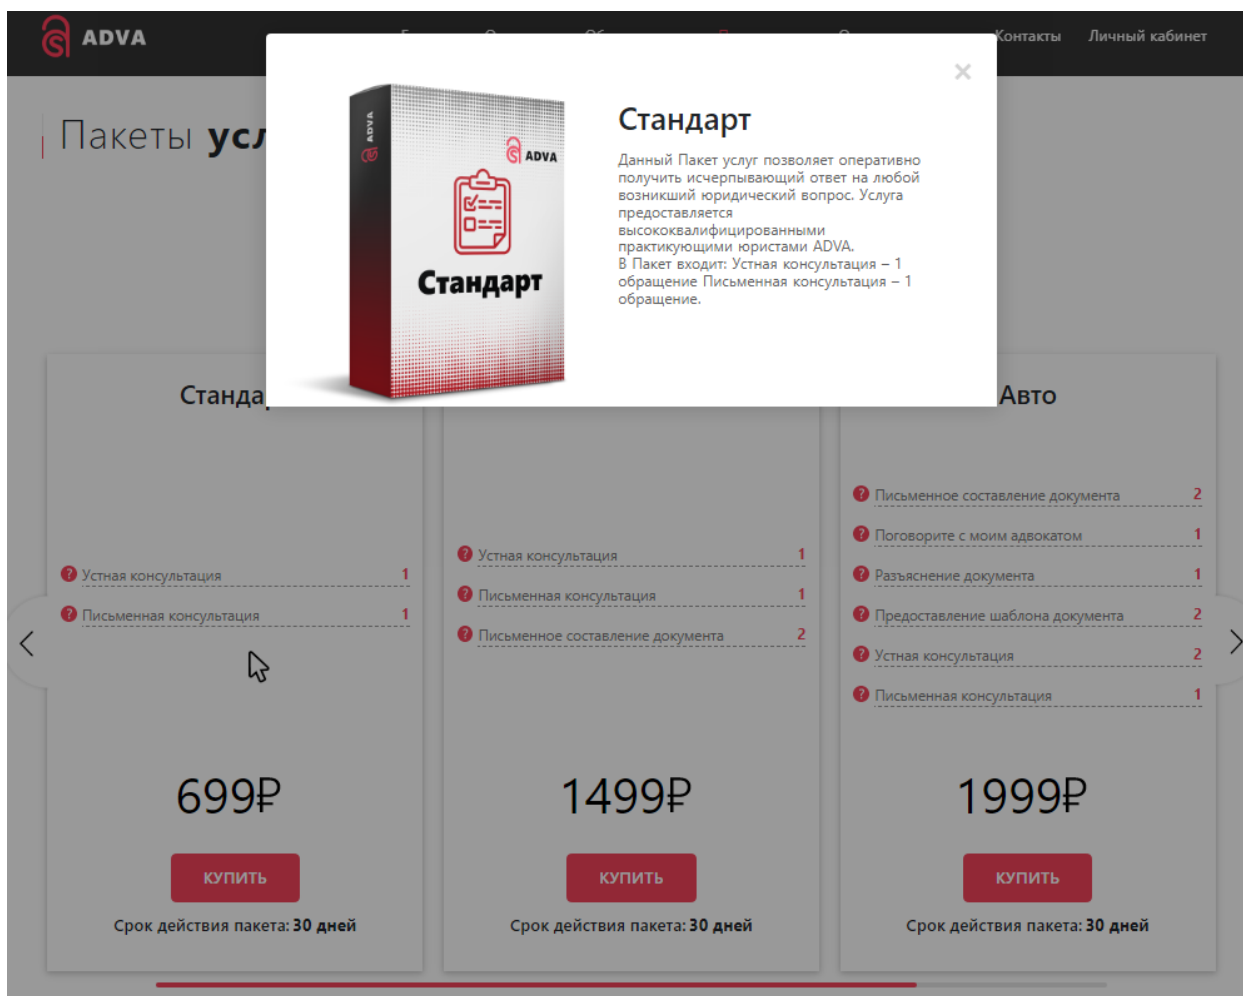 ADVA
Контакты
Личный кабинет
Пакеты
ADVA
ADVA
Стандарт
Стандарт
Данный Пакет услуг позволяет оперативно
получить исчерпывающий ответ на любой
возникший юридический вопрос. Услуга
предоставляется
высококвалифицированными
практикующими юристами ADVA.
В Пакет входит: Устная консультация – 1
обращение Письменная консультация – 1
обращение.
Устная консультация 1
Письменная консультация 1
699₽
КУПИТЬ
Срок действия пакета: 30 дней
Устная консультация 1
Письменная консультация 1
Письменное составление документа 2
1499₽
КУПИТЬ
Срок действия пакета: 30 дней
Авто
Письменное составление документа 2
Поговорите с моим адвокатом 1
Разъяснение документа 1
Предоставление шаблона документа 2
Устная консультация 2
Письменная консультация 1
1999₽
КУПИТЬ
Срок действия пакета: 30 дней